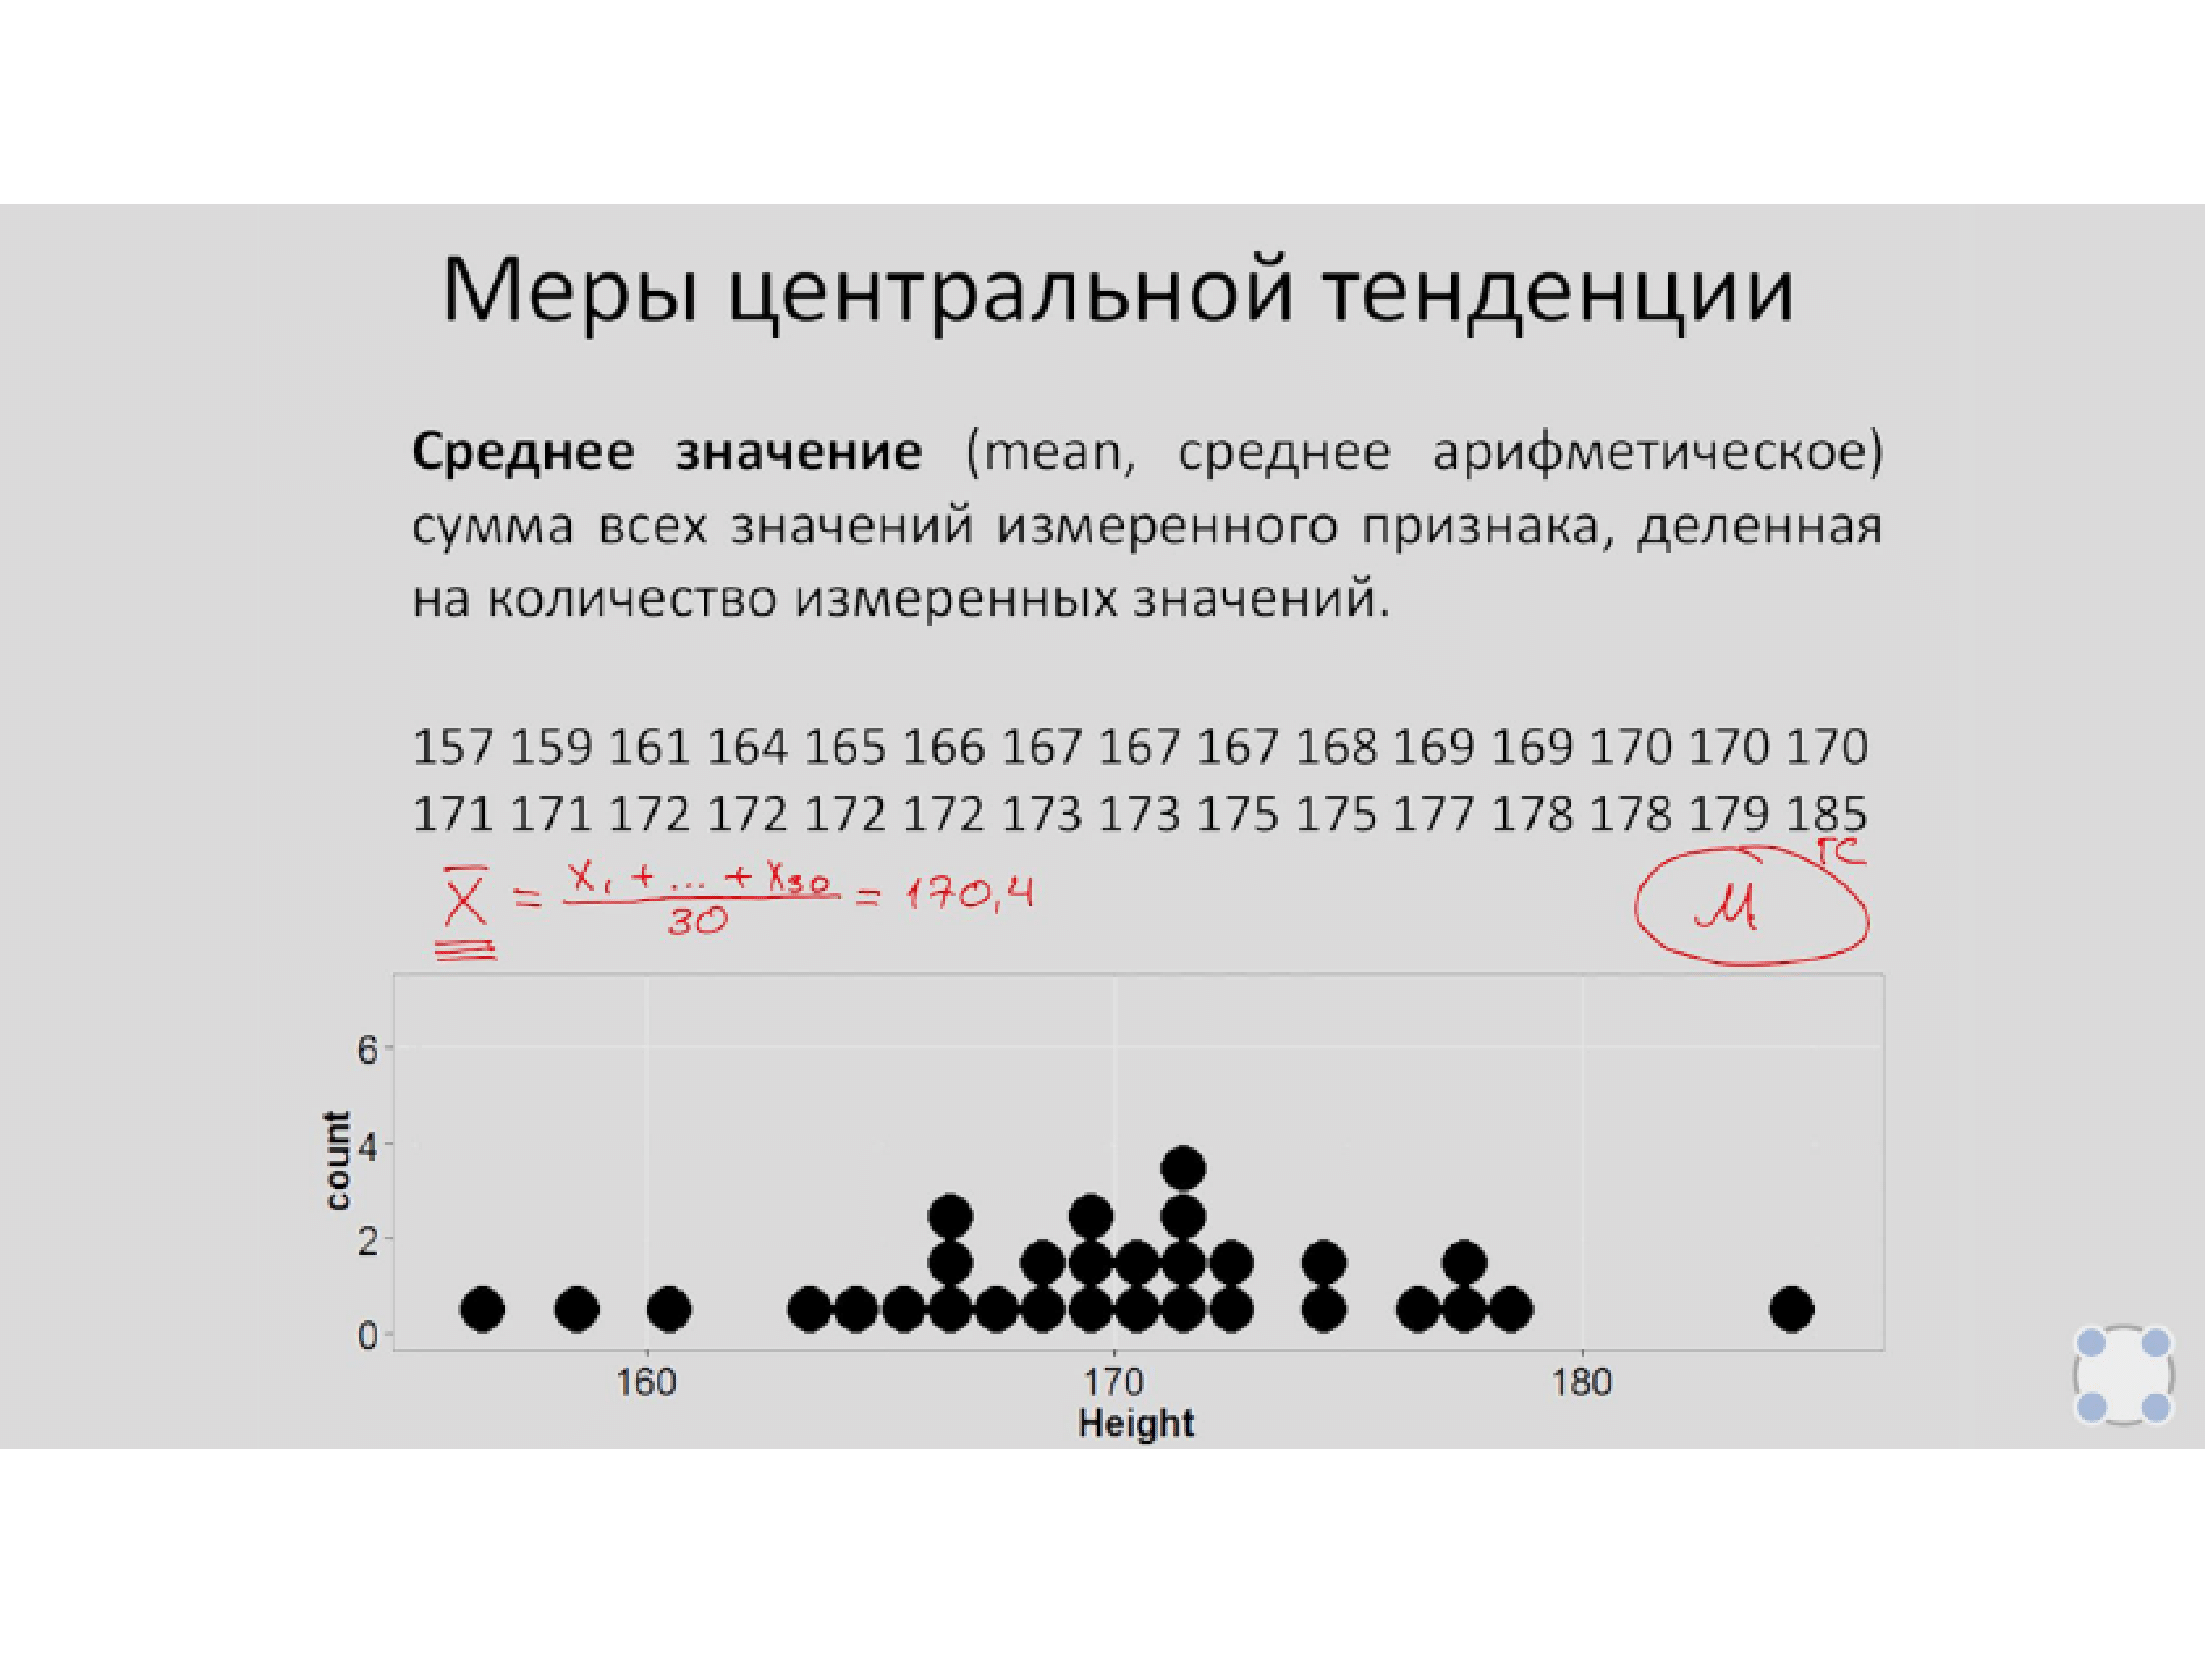 Меры центральной тенденции
Среднее значение (mean, среднее арифметическое)
сумма всех значений измеренного признака, деленная
на количество измеренных значений.
157 159 161 164 165 166 167 167 167 168 169 169 170 170 170
171 171 172 172 172 172 173 173 175 175 177 178 178 179 185
X̄ = (x₁ + ... + x₃₀) / 30 = 170,4
ГС
М
6
4
2
0
count
160 170 180
Height